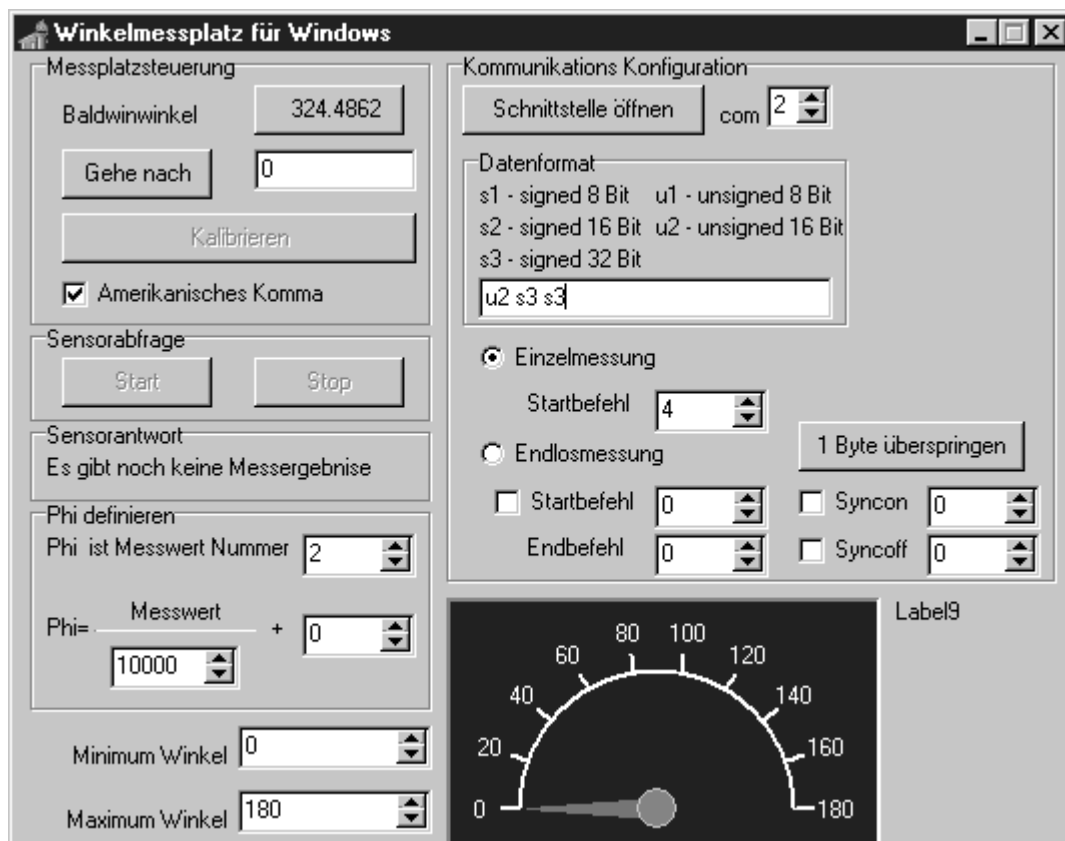 Winkelmessplatz für Windows
Messplatzsteuerung
Baldwinwinkel 324.4862
Gehe nach 0
Kalibrieren
Amerikanisches Komma
Sensorabfrage
Start Stop
Sensorantwort
Es gibt noch keine Messergebnise
Phi definieren
Phi ist Messwert Nummer 2
Messwert
Phi= + 0
10000
Minimum Winkel 0
Maximum Winkel 180
Kommunikations Konfiguration
Schnittstelle öffnen com 2
Datenformat
s1 - signed 8 Bit u1 - unsigned 8 Bit
s2 - signed 16 Bit u2 - unsigned 16 Bit
s3 - signed 32 Bit
u2 s3 s3
Einzelmessung
Startbefehl 4
Endlosmessung
1 Byte überspringen
Startbefehl 0 Syncon 0
Endbefehl 0 Syncoff 0
0 20 40 60 80 100 120 140 160 180
Label9